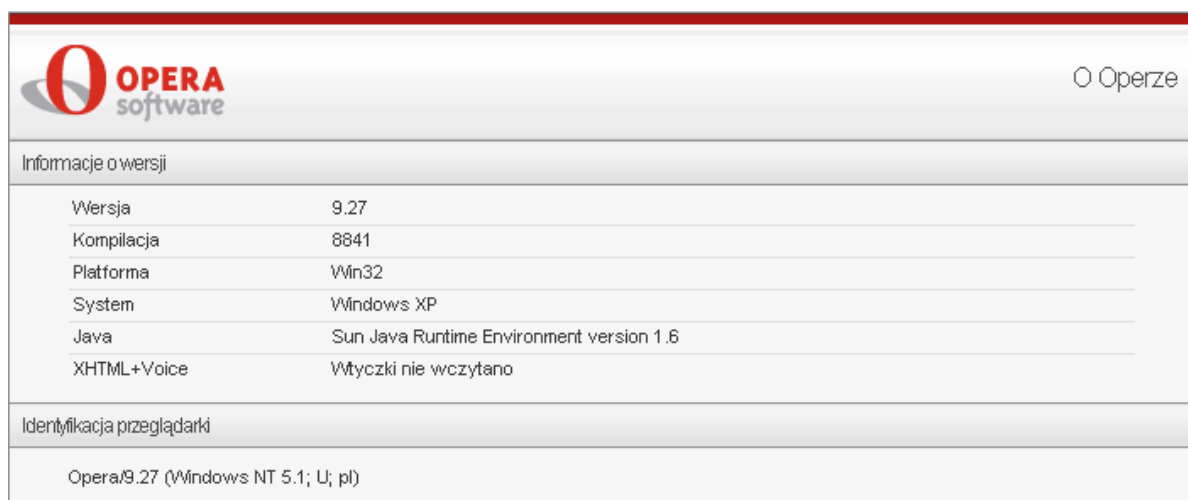 OPERA
software
O Operze
Informacje o wersji
Wersja 9.27
Kompilacja 8841
Platforma Win32
System Windows XP
Java Sun Java Runtime Environment version 1.6
XHTML+Voice Wtyczki nie wczytano
Identyfikacja przeglądarki
Opera/9.27 (Windows NT 5.1; U; pl)